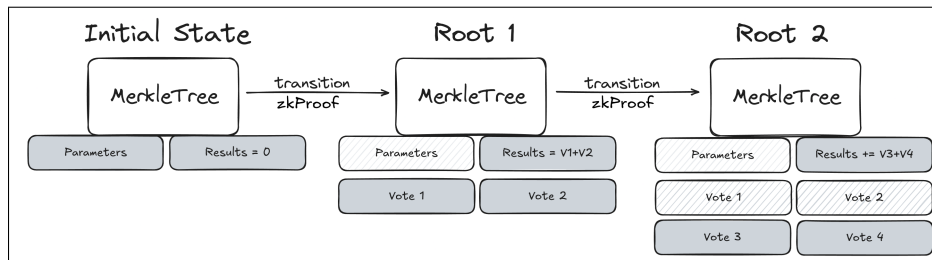 Initial State
Root 1
Root 2
MerkleTree
transition
zkProof
MerkleTree
transition
zkProof
MerkleTree
Parameters
Results = 0
Parameters
Results = V1+V2
Parameters
Results += V3+V4
Vote 1
Vote 2
Vote 1
Vote 2
Vote 3
Vote 4